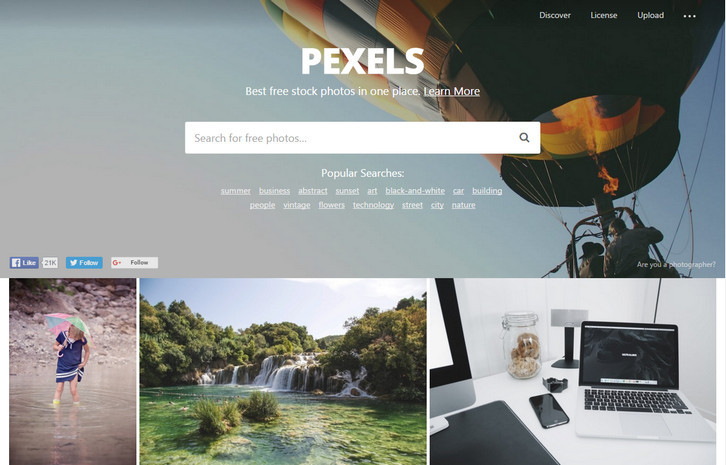 Discover License Upload •••
PEXELS
Best free stock photos in one place. Learn More
Search for free photos...
Popular Searches:
summer business abstract sunset art black-and-white car building
people vintage flowers technology street city nature
Like 21K Follow G+ Follow
Are you a photographer?